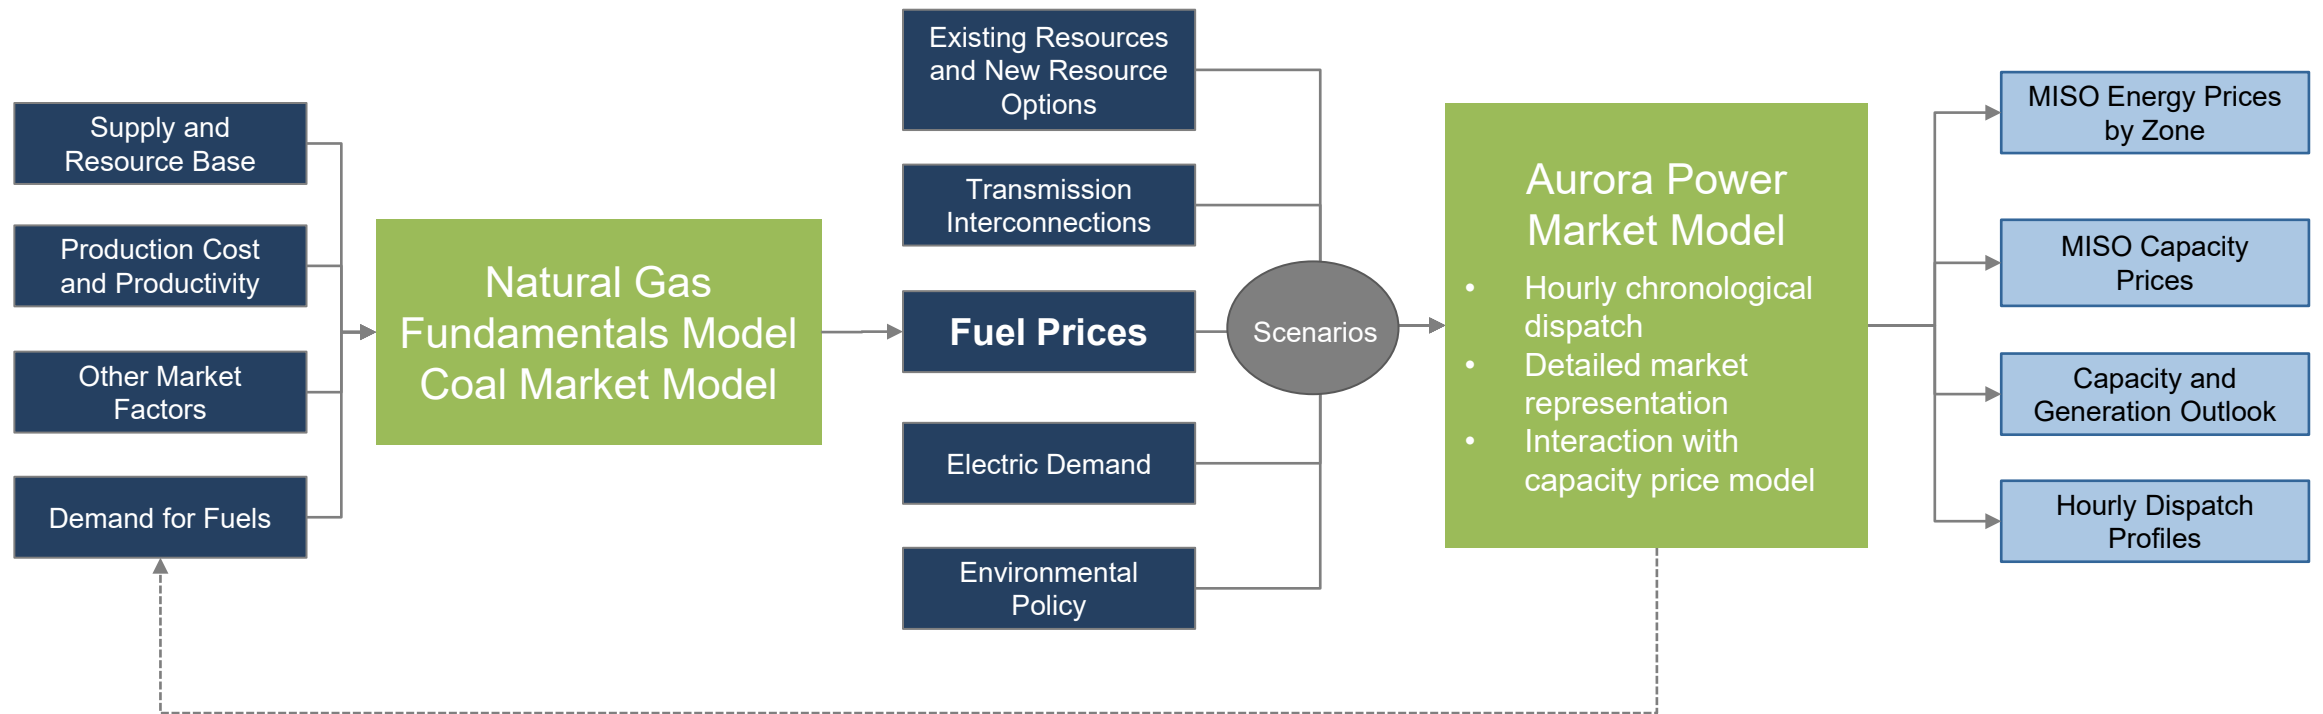 Supply and
Resource Base
Production Cost
and Productivity
Other Market
Factors
Demand for Fuels
Natural Gas
Fundamentals Model
Coal Market Model
Existing Resources
and New Resource
Options
Transmission
Interconnections
Fuel Prices
Electric Demand
Environmental
Policy
Scenarios
Aurora Power
Market Model
• Hourly chronological
dispatch
• Detailed market
representation
• Interaction with
capacity price model
MISO Energy Prices
by Zone
MISO Capacity
Prices
Capacity and
Generation Outlook
Hourly Dispatch
Profiles